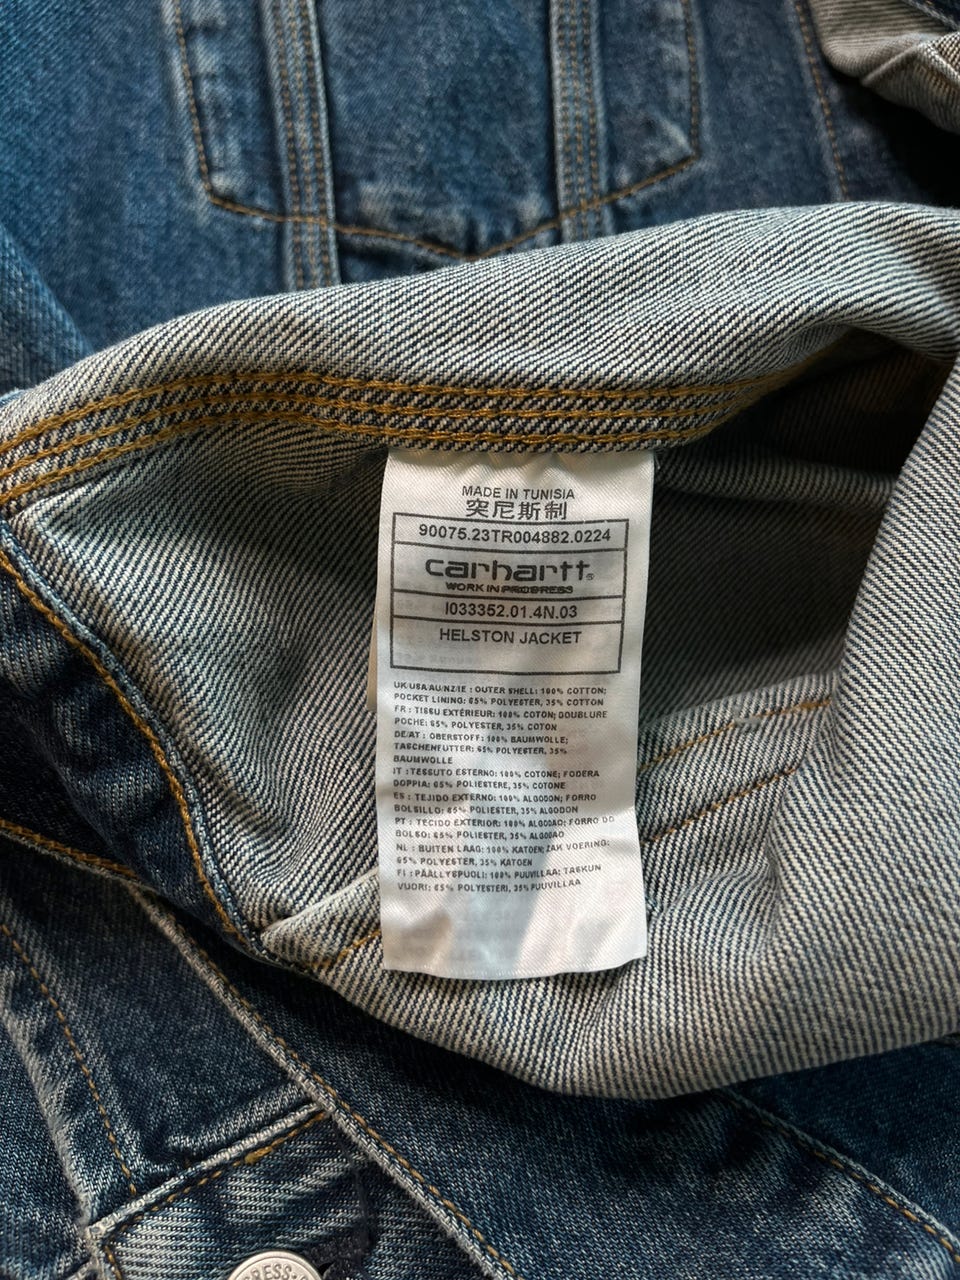 MADE IN TUNISIA
突尼斯制
90075.23TR004882.0224
carhartt®
WORK IN PROGRESS
I033352.01.4N.03
HELSTON JACKET
UK/USA/AU/NZ/IE : OUTER SHELL: 100% COTTON;
POCKET LINING: 65% POLYESTER, 35% COTTON
FR : TISSU EXTÉRIEUR: 100% COTON; DOUBLURE
POCHE: 65% POLYESTER, 35% COTON
DE/AT : OBERSTOFF: 100% BAUMWOLLE;
TASCHENFUTTER: 65% POLYESTER, 35%
BAUMWOLLE
IT : TESSUTO ESTERNO: 100% COTONE; FODERA
DOPPIA: 65% POLIESTERE, 35% COTONE
ES : TEJIDO EXTERNO: 100% ALGODON; FORRO
BOLSILLO: 65% POLIESTER, 35% ALGODON
PT : TECIDO EXTERIOR: 100% ALGODAO; FORRO DO
BOLSO: 65% POLIESTER, 35% ALGODAO
NL : BUITEN LAAG: 100% KATOEN; ZAK VOERING:
65% POLYESTER, 35% KATOEN
FI : PÄÄLLYSPUOLI: 100% PUUVILLAA; TASKUN
VUORI: 65% POLYESTERI, 35% PUUVILLAA